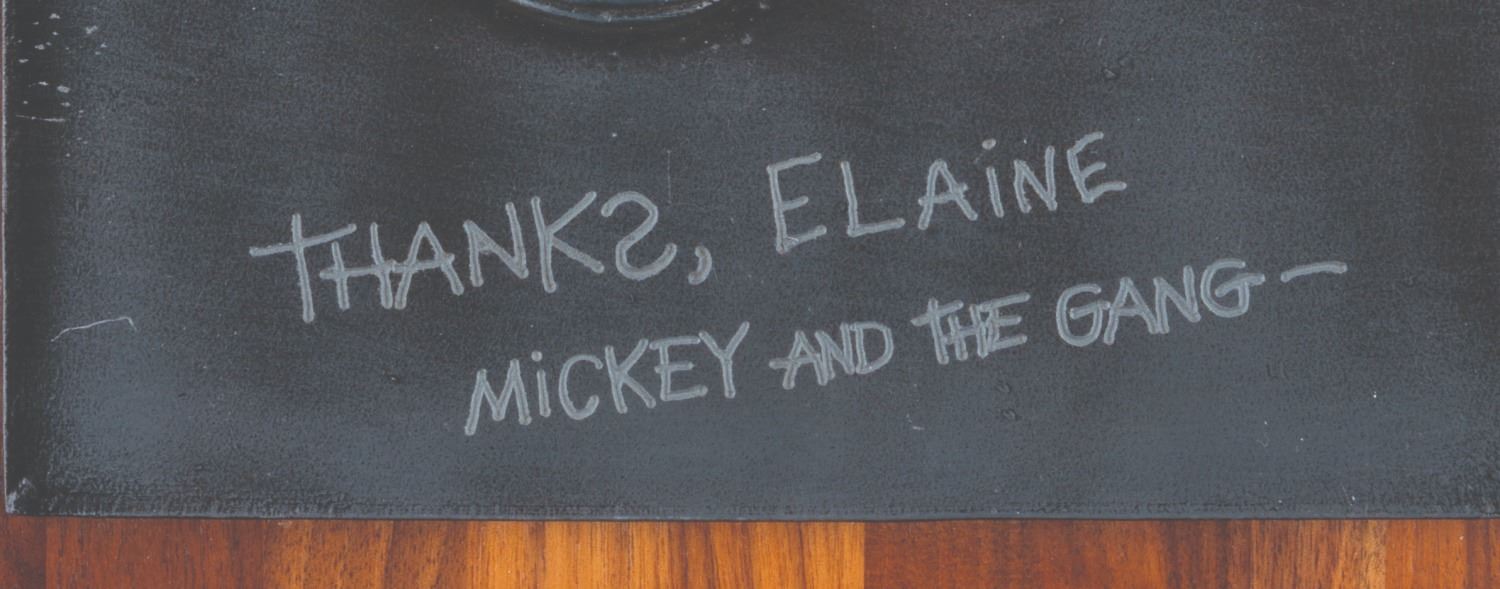 THANKS, ELAiNE
MiCKEY AND THE GANG —